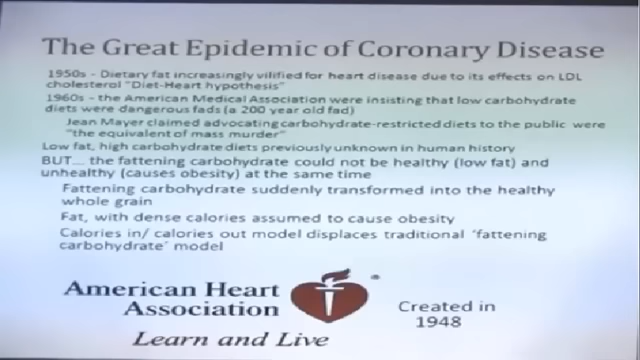 The Great Epidemic of Coronary Disease
1950s - Dietary fat increasingly vilified for heart disease due to its effects on LDL
cholesterol "Diet-Heart hypothesis"
1960s - the American Medical Association were insisting that low carbohydrate
diets were dangerous fads (a 200 year old fad)
Jean Mayer claimed advocating carbohydrate-restricted diets to the public were
"the equivalent of mass murder"
Low fat, high carbohydrate diets previously unknown in human history
BUT.... the fattening carbohydrate could not be healthy (low fat) and
unhealthy (causes obesity) at the same time
Fattening carbohydrate suddenly transformed into the healthy
whole grain
Fat, with dense calories assumed to cause obesity
Calories in/ calories out model displaces traditional 'fattening
carbohydrate' model
American Heart
Association
®
Learn and Live
Created in
1948